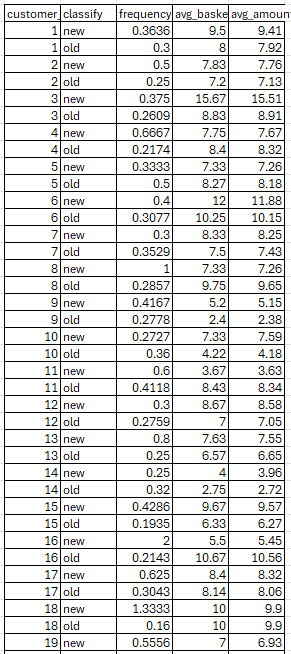 customer_ classify frequency avg_baske avg_amoun
1 new 0.3636 9.5 9.41
1 old 0.3 8 7.92
2 new 0.5 7.83 7.76
2 old 0.25 7.2 7.13
3 new 0.375 15.67 15.51
3 old 0.2609 8.83 8.91
4 new 0.6667 7.75 7.67
4 old 0.2174 8.4 8.32
5 new 0.3333 7.33 7.26
5 old 0.5 8.27 8.18
6 new 0.4 12 11.88
6 old 0.3077 10.25 10.15
7 new 0.3 8.33 8.25
7 old 0.3529 7.5 7.43
8 new 1 7.33 7.26
8 old 0.2857 9.75 9.65
9 new 0.4167 5.2 5.15
9 old 0.2778 2.4 2.38
10 new 0.2727 7.33 7.59
10 old 0.36 4.22 4.18
11 new 0.6 3.67 3.63
11 old 0.4118 8.43 8.34
12 new 0.3 8.67 8.58
12 old 0.2759 7 7.05
13 new 0.8 7.63 7.55
13 old 0.25 6.57 6.65
14 new 0.25 4 3.96
14 old 0.32 2.75 2.72
15 new 0.4286 9.67 9.57
15 old 0.1935 6.33 6.27
16 new 2 5.5 5.45
16 old 0.2143 10.67 10.56
17 new 0.625 8.4 8.32
17 old 0.3043 8.14 8.06
18 new 1.3333 10 9.9
18 old 0.16 10 9.9
19 new 0.5556 7 6.93